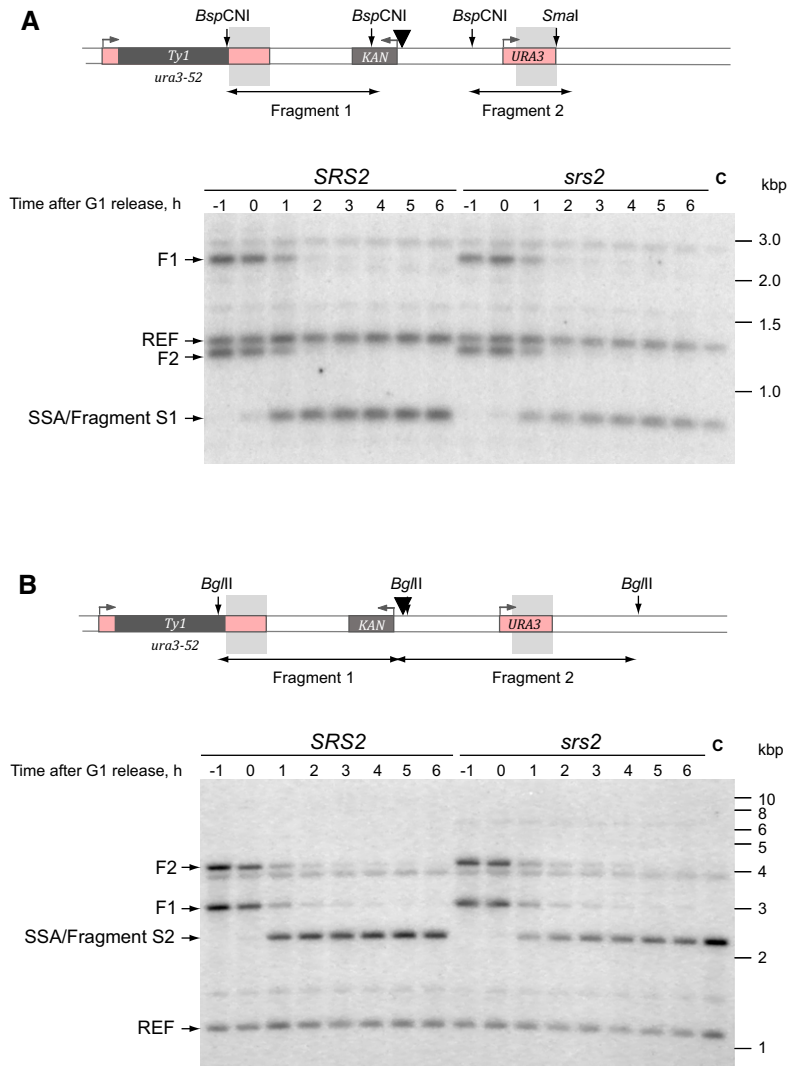 A
BspCNI BspCNI BspCNI SmaI
Ty1 KAN URA3
ura3-52
Fragment 1 Fragment 2
SRS2 srs2 C kbp
Time after G1 release, h -1 0 1 2 3 4 5 6 -1 0 1 2 3 4 5 6
3.0
F1
2.0
1.5
REF
F2
1.0
SSA/Fragment S1
B
BglII BglII BglII
Ty1 KAN URA3
ura3-52
Fragment 1 Fragment 2
SRS2 srs2 C kbp
Time after G1 release, h -1 0 1 2 3 4 5 6 -1 0 1 2 3 4 5 6
10
8
6
5
F2 4
F1 3
SSA/Fragment S2
2
REF
1